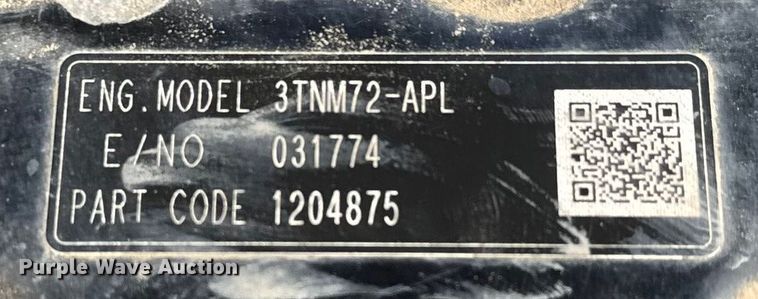 ENG. MODEL 3TNM72-APL
E/NO 031774
PART CODE 1204875
Purple Wave Auction